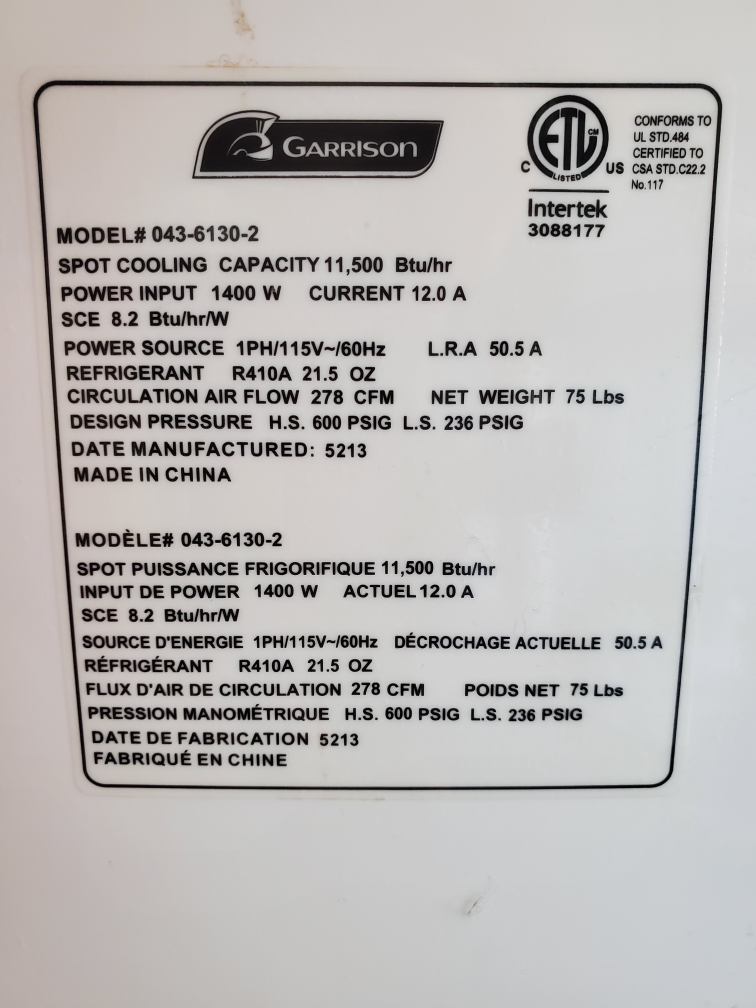 GARRISON
C ETL CM LISTED US
CONFORMS TO
UL STD.484
CERTIFIED TO
CSA STD.C22.2
No.117
Intertek
3088177
MODEL# 043-6130-2
SPOT COOLING CAPACITY 11,500 Btu/hr
POWER INPUT 1400 W CURRENT 12.0 A
SCE 8.2 Btu/hr/W
POWER SOURCE 1PH/115V~/60Hz L.R.A 50.5 A
REFRIGERANT R410A 21.5 OZ
CIRCULATION AIR FLOW 278 CFM NET WEIGHT 75 Lbs
DESIGN PRESSURE H.S. 600 PSIG L.S. 236 PSIG
DATE MANUFACTURED: 5213
MADE IN CHINA
MODÈLE# 043-6130-2
SPOT PUISSANCE FRIGORIFIQUE 11,500 Btu/hr
INPUT DE POWER 1400 W ACTUEL 12.0 A
SCE 8.2 Btu/hr/W
SOURCE D'ENERGIE 1PH/115V~/60Hz DÉCROCHAGE ACTUELLE 50.5 A
RÉFRIGÉRANT R410A 21.5 OZ
FLUX D'AIR DE CIRCULATION 278 CFM POIDS NET 75 Lbs
PRESSION MANOMÉTRIQUE H.S. 600 PSIG L.S. 236 PSIG
DATE DE FABRICATION 5213
FABRIQUÉ EN CHINE